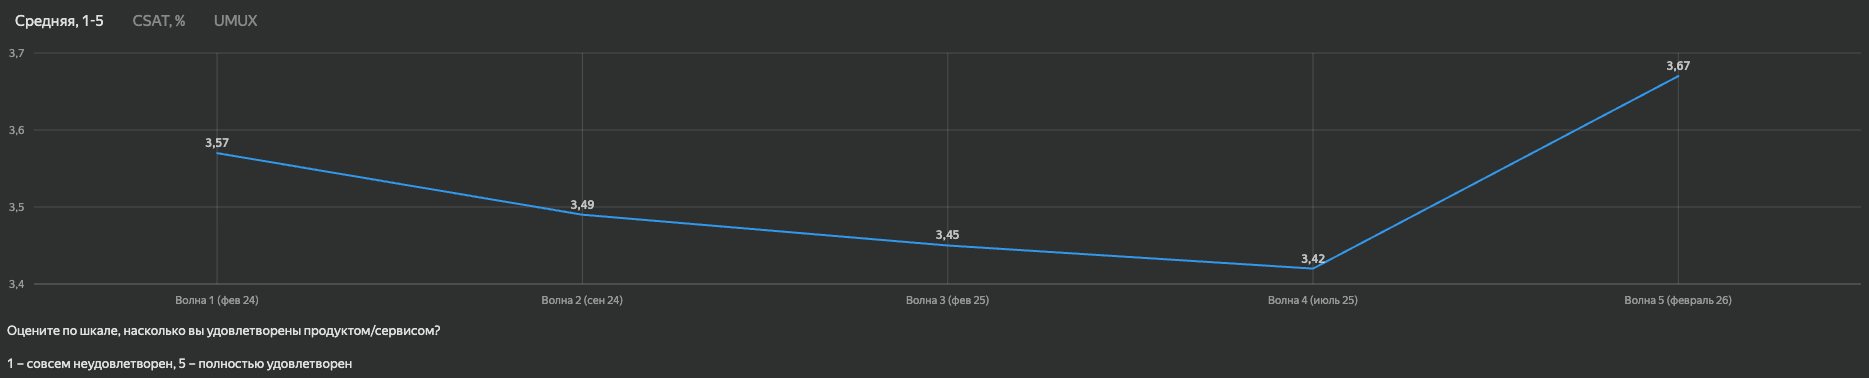 Средняя, 1-5 CSAT, % UMUX
3,7
3,67
3,6
3,57
3,5
3,49
3,45
3,42
3,4
Волна 1 (фев 24) Волна 2 (сен 24) Волна 3 (фев 25) Волна 4 (июль 25) Волна 5 (февраль 26)
Оцените по шкале, насколько вы удовлетворены продуктом/сервисом?
1 – совсем неудовлетворен, 5 – полностью удовлетворен